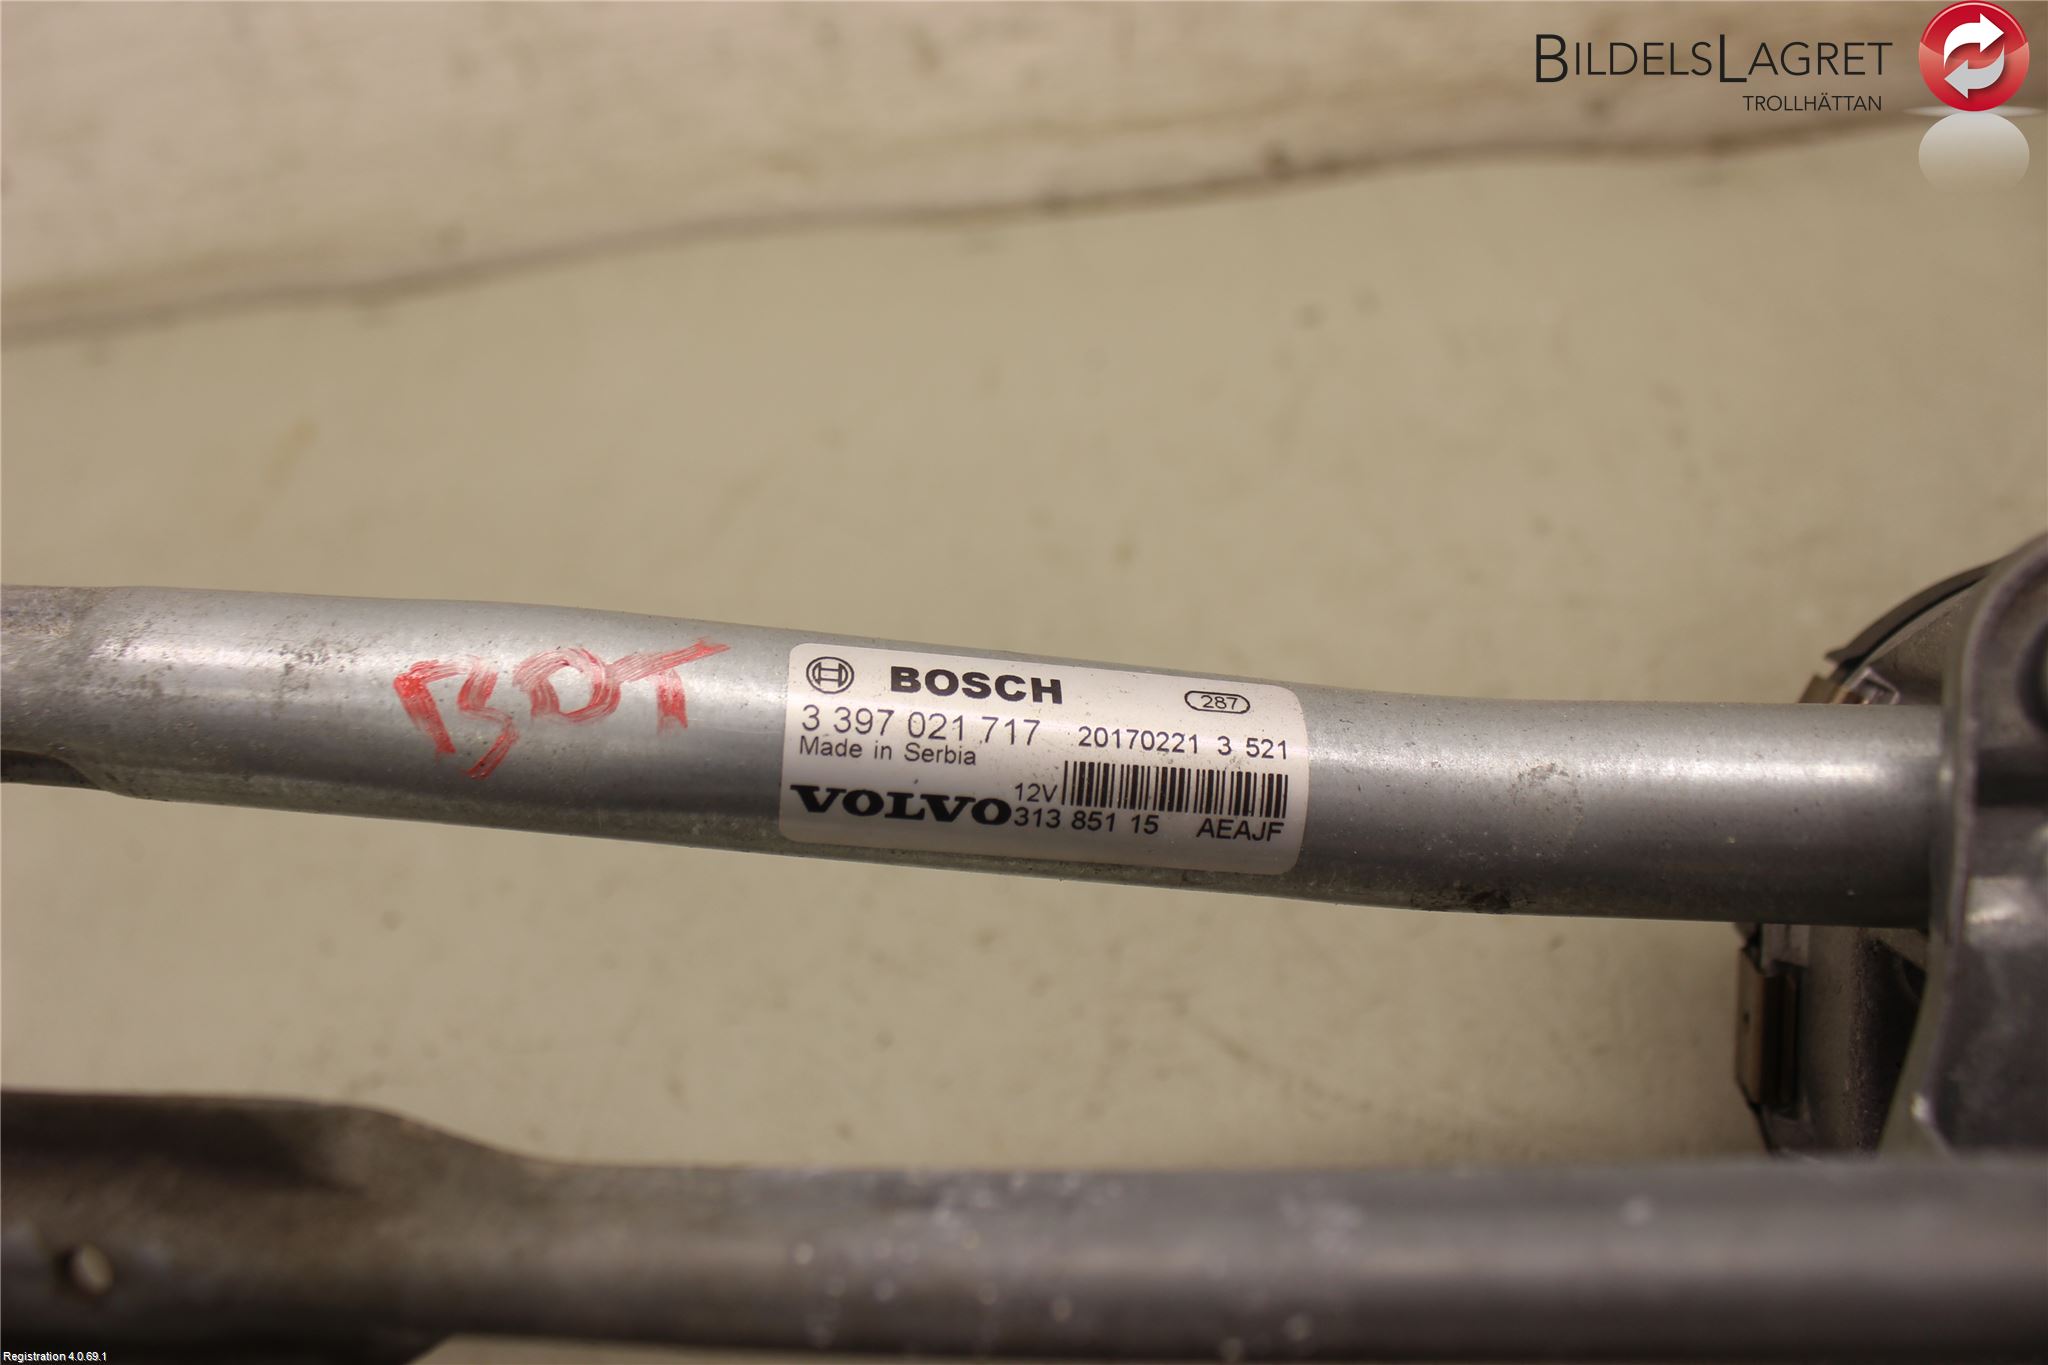 BILDELSLAGRET
TROLLHÄTTAN
BOT
BOSCH 287
3 397 021 717 20170221 3 521
Made in Serbia
VOLVO 12V
313 851 15 AEAJF
Registration 4.0.69.1